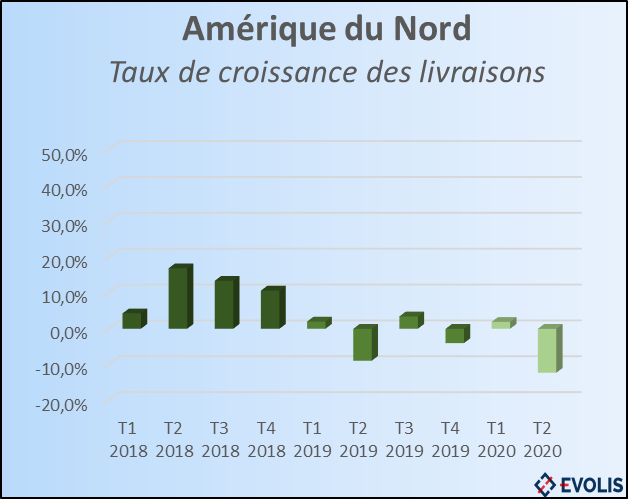 Amérique du Nord
Taux de croissance des livraisons
50,0%
40,0%
30,0%
20,0%
10,0%
0,0%
-10,0%
-20,0%
T1 T2 T3 T4 T1 T2 T3 T4 T1 T2
2018 2018 2018 2018 2019 2019 2019 2019 2020 2020
EVOLIS